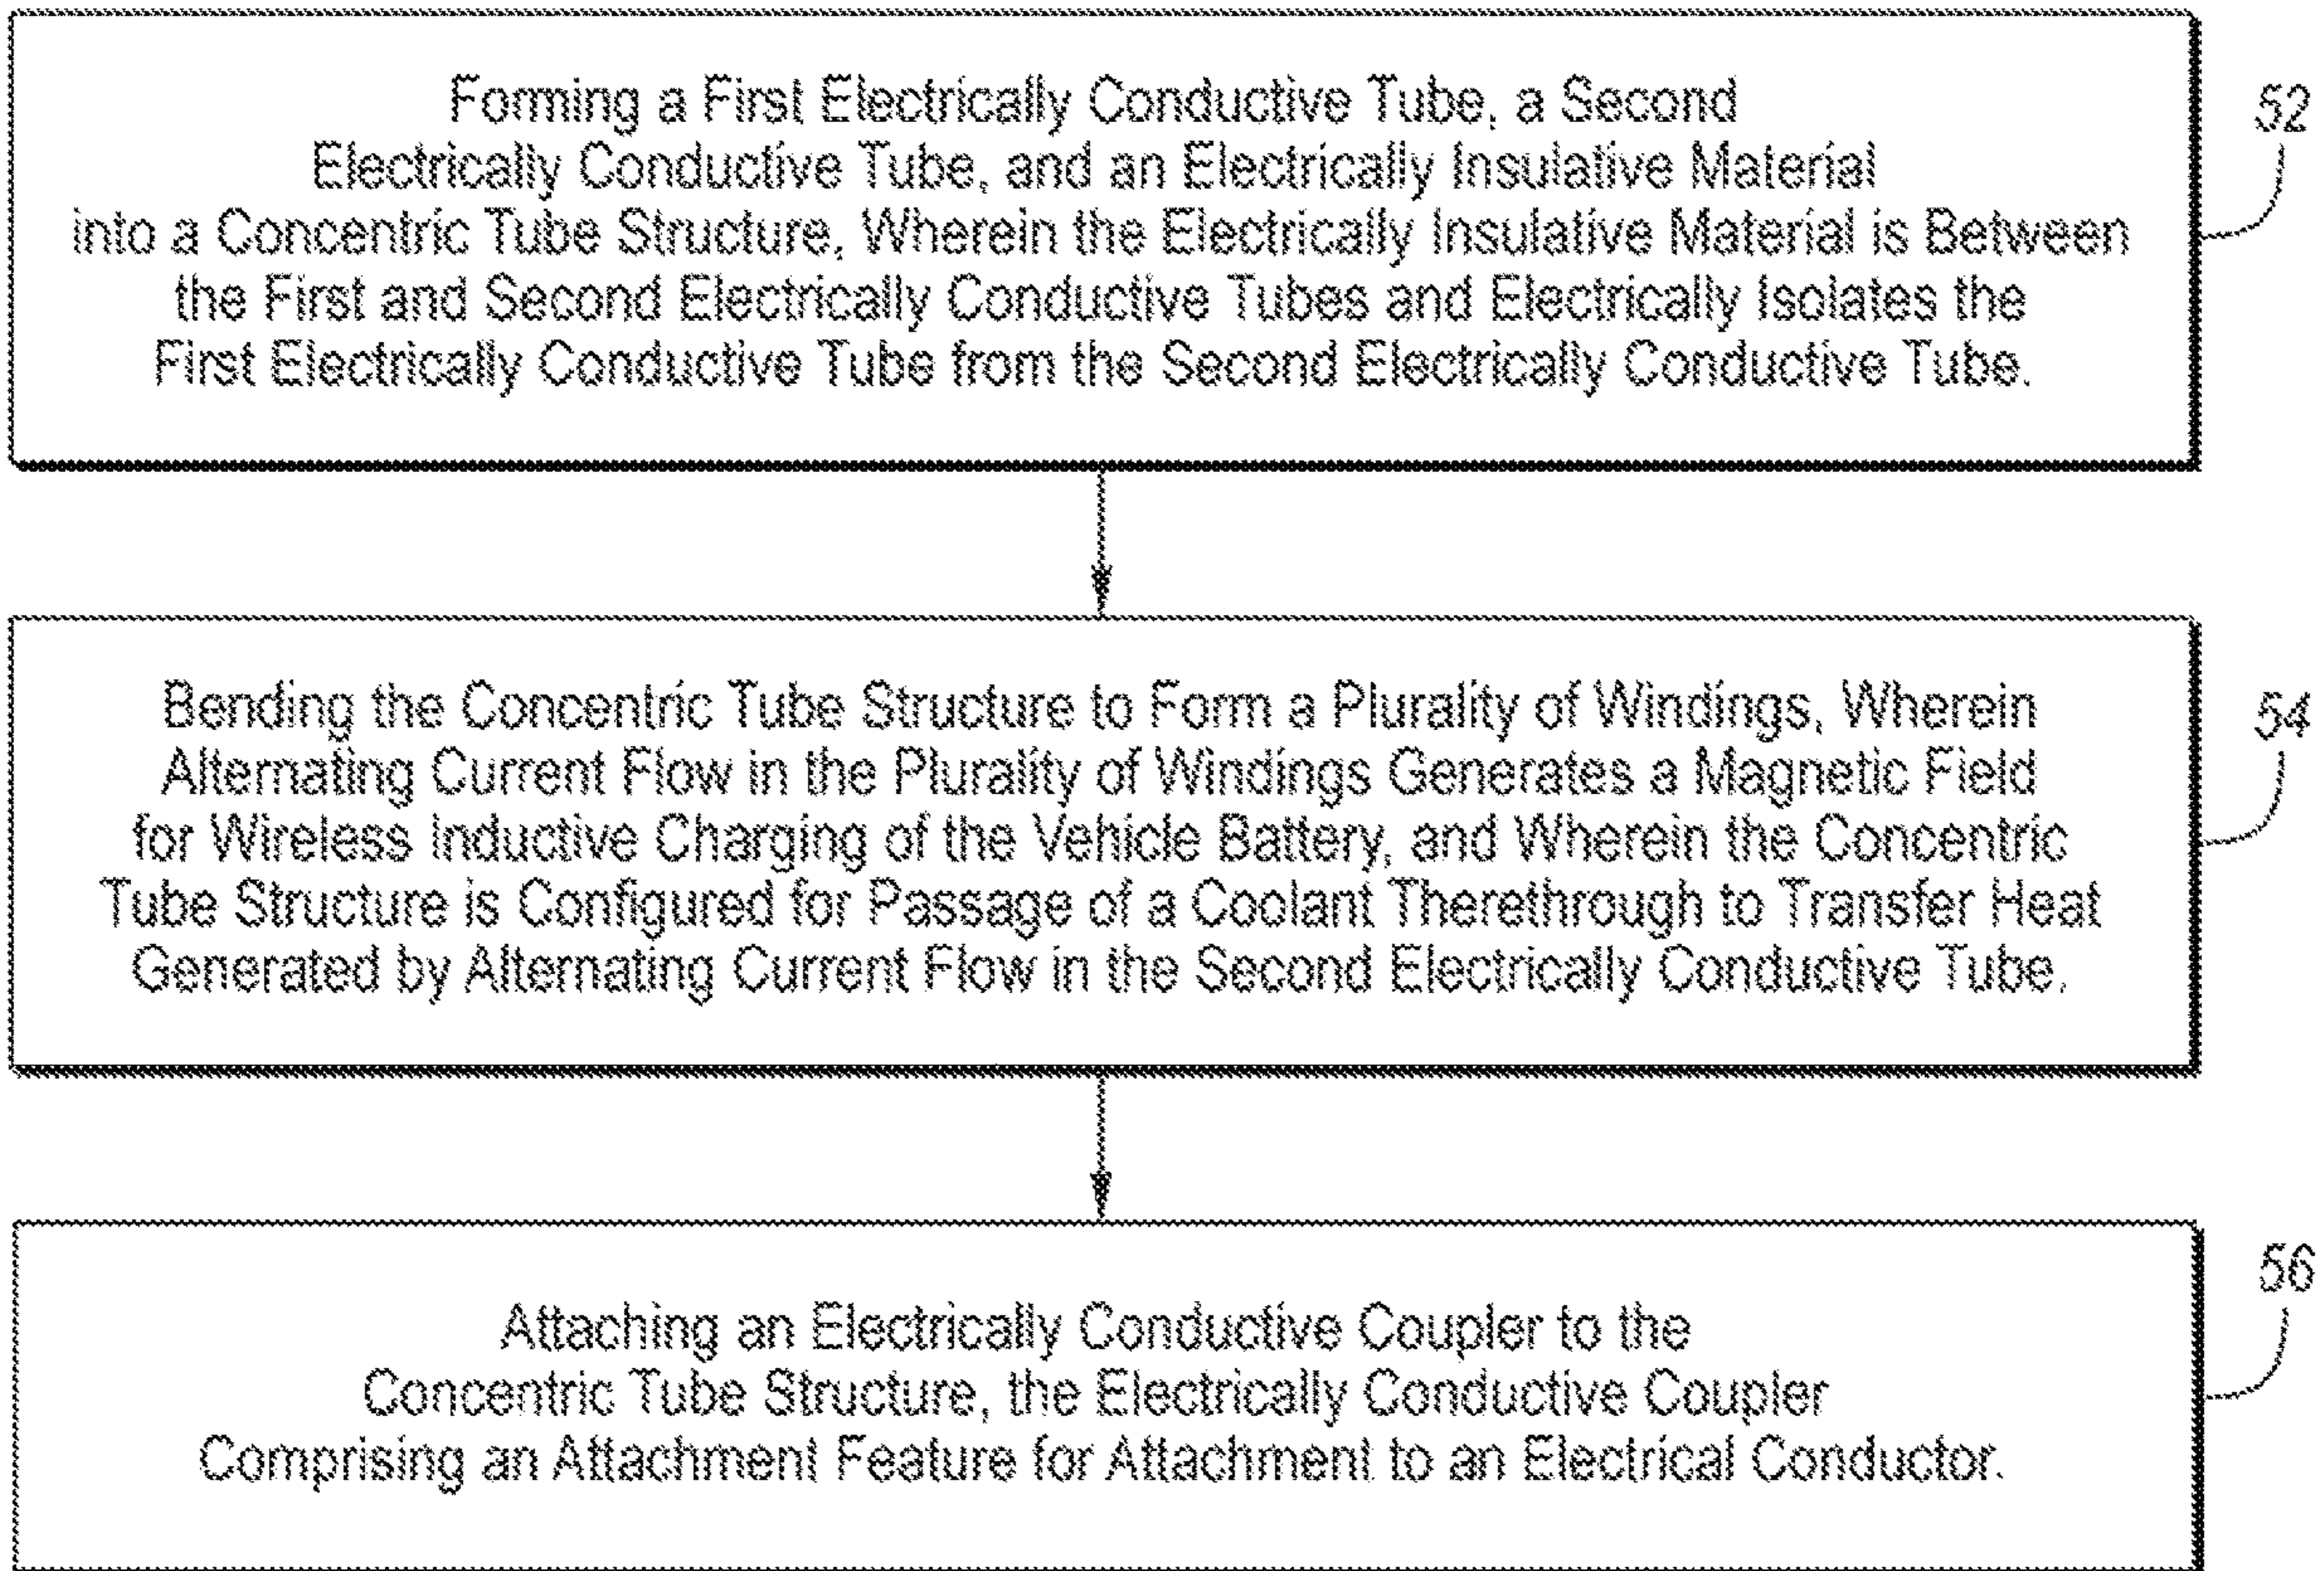 Forming a First Electrically Conductive Tube, a Second
Electrically Conductive Tube, and an Electrically Insulative Material
into a Concentric Tube Structure, Wherein the Electrically Insulative Material is Between
the First and Second Electrically Conductive Tubes and Electrically Isolates the
First Electrically Conductive Tube from the Second Electrically Conductive Tube.
52
Bending the Concentric Tube Structure to Form a Plurality of Windings, Wherein
Alternating Current Flow in the Plurality of Windings Generates a Magnetic Field
for Wireless Inductive Charging of the Vehicle Battery, and Wherein the Concentric
Tube Structure is Configured for Passage of a Coolant Therethrough to Transfer Heat
Generated by Alternating Current Flow in the Second Electrically Conductive Tube.
54
Attaching an Electrically Conductive Coupler to the
Concentric Tube Structure, the Electrically Conductive Coupler
Comprising an Attachment Feature for Attachment to an Electrical Conductor.
56